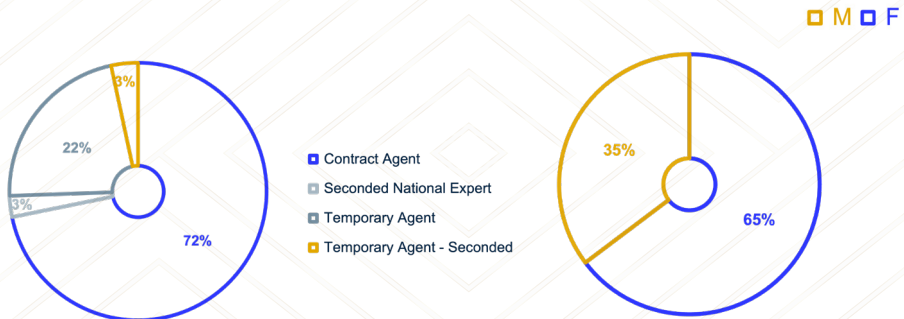 M F
3%
22%
3%
72%
Contract Agent
Seconded National Expert
Temporary Agent
Temporary Agent - Seconded
35%
65%